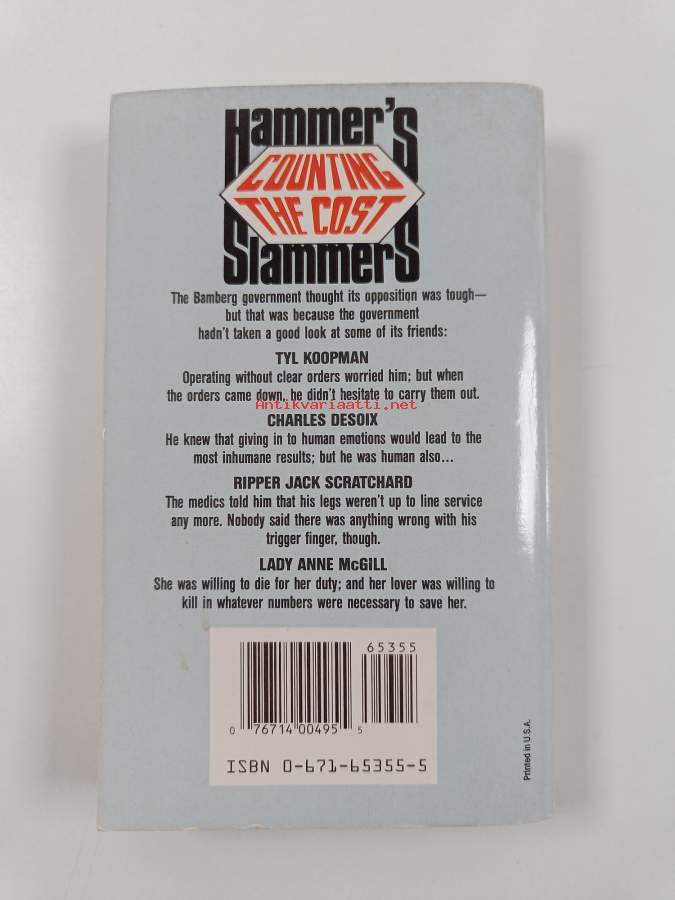 Hammer's
COUNTING
THE COST
Slammers
The Bamberg government thought its opposition was tough—
but that was because the government
hadn't taken a good look at some of its friends:
TYL KOOPMAN
Operating without clear orders worried him; but when
the orders came down, he didn't hesitate to carry them out.
Antikvariaatti.net
CHARLES DESOIX
He knew that giving in to human emotions would lead to the
most inhumane results; but he was human also...
RIPPER JACK SCRATCHARD
The medics told him that his legs weren't up to line service
any more. Nobody said there was anything wrong with his
trigger finger, though.
LADY ANNE McGILL
She was willing to die for her duty; and her lover was willing to
kill in whatever numbers were necessary to save her.
65355
0 76714 00495 5
ISBN 0-671-65355-5
Printed in U.S.A.